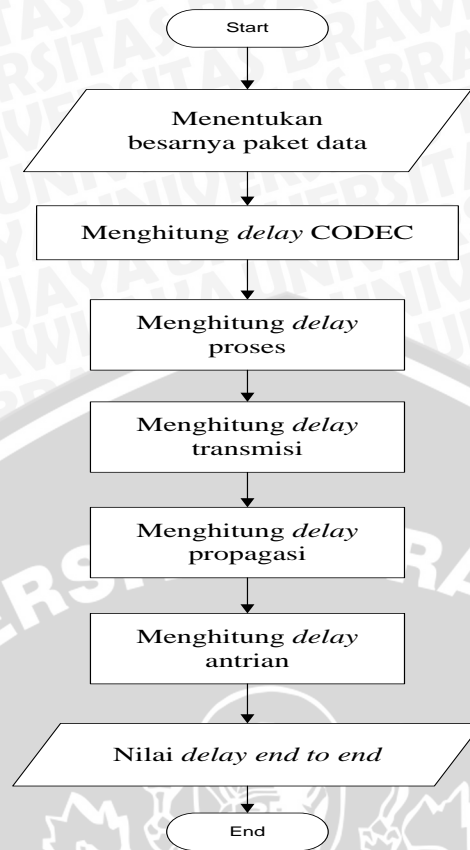 Start
Menentukan
besarnya paket data
Menghitung delay CODEC
Menghitung delay
proses
Menghitung delay
transmisi
Menghitung delay
propagasi
Menghitung delay
antrian
Nilai delay end to end
End